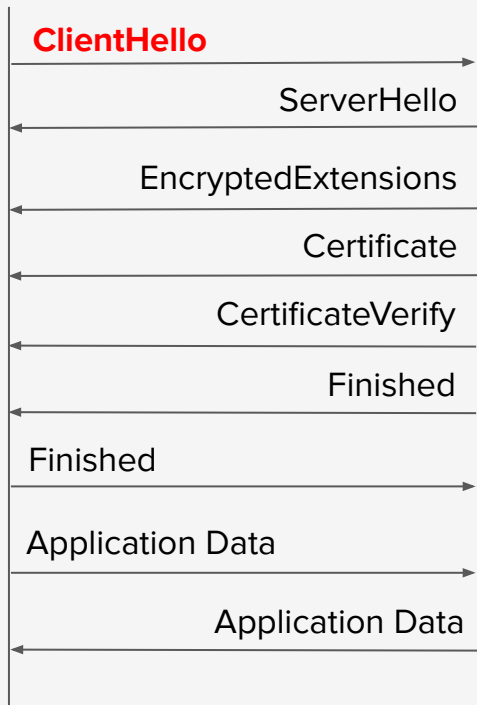 ClientHello
ServerHello
EncryptedExtensions
Certificate
CertificateVerify
Finished
Finished
Application Data
Application Data